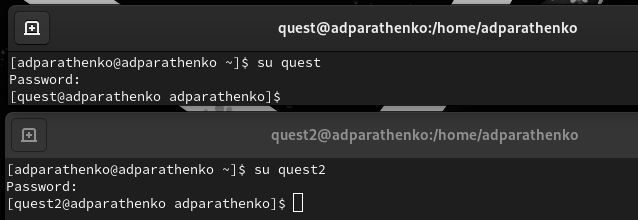 quest@adparathenko:/home/adparathenko
[adparathenko@adparathenko ~]$ su quest
Password:
[quest@adparathenko adparathenko]$
quest2@adparathenko:/home/adparathenko
[adparathenko@adparathenko ~]$ su quest2
Password:
[quest2@adparathenko adparathenko]$